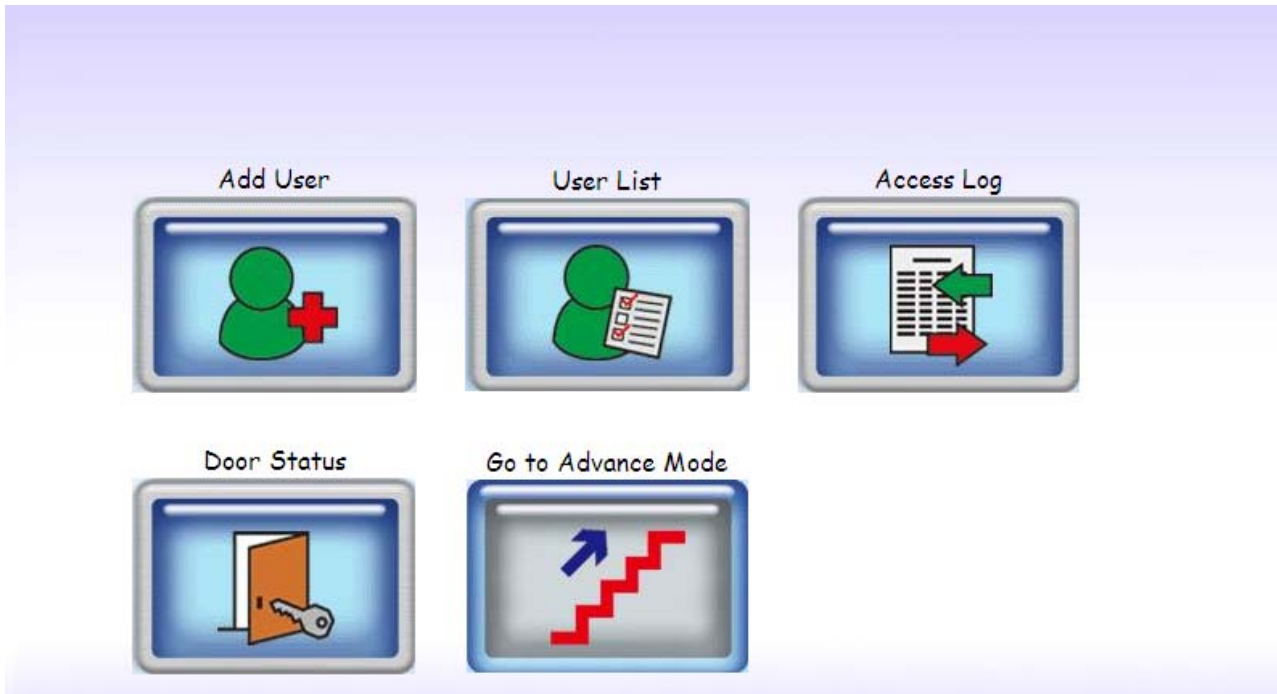 Add User
User List
Access Log
Door Status
Go to Advance Mode